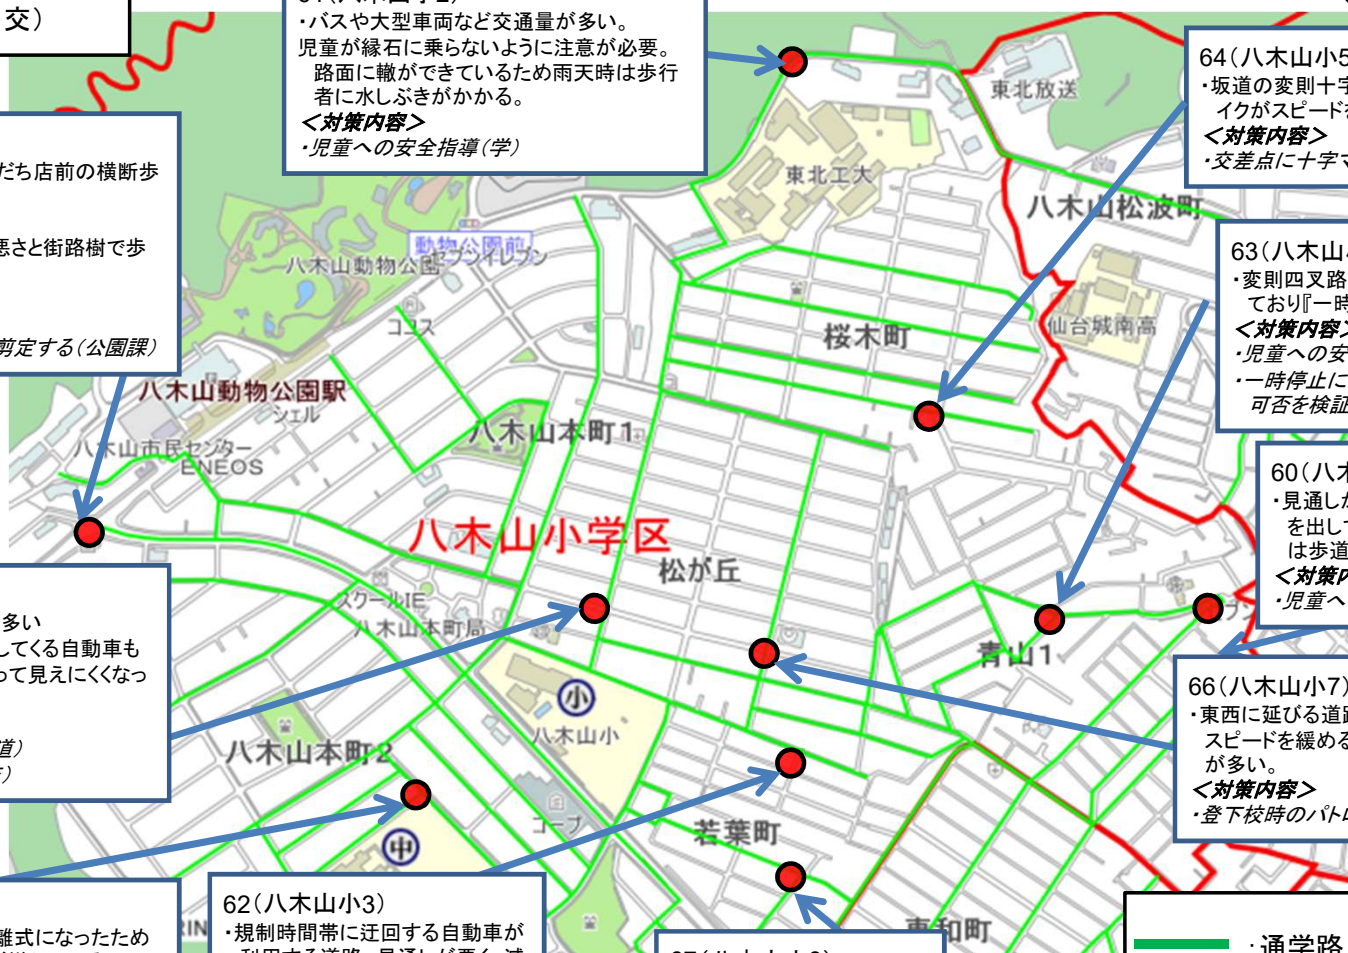 交）
・バスや大型車両など交通量が多い。
児童が縁石に乗らないように注意が必要。
路面に轍ができているため雨天時は歩行
者に水しぶきがかかる。
＜対策内容＞
・児童への安全指導（学）
64（八木山小5
・坂道の変則十字
イクがスピードを
＜対策内容＞
・交差点に十字マ
だち店前の横断歩
悪さと街路樹で歩
剪定する（公園課）
63（八木山小
・変則四叉路
ており『一時
＜対策内容＞
・児童への安
・一時停止に
可否を検証
60（八木
・見通しが
を出して
は歩道
＜対策内
・児童へ
多い
してくる自動車も
って見えにくくなっ
道）
66（八木山小7）
・東西に延びる道路
スピードを緩める
が多い。
＜対策内容＞
・登下校時のパトロ
離式になったため
62（八木山小3）
・規制時間帯に迂回する自動車が
東北放送
東北工大
八木山松波町
動物公園前
セブンイレブン
八木山動物公園
ココス
桜木町
仙台城南高
八木山動物公園駅
シェル
八木山市民センター
ENEOS
八木山本町1
八木山小学区
松が丘
スクールIE
八木山本町局
青山1
小
八木山小
八木山本町2
コープ
若葉町
中
東和町
：通学路